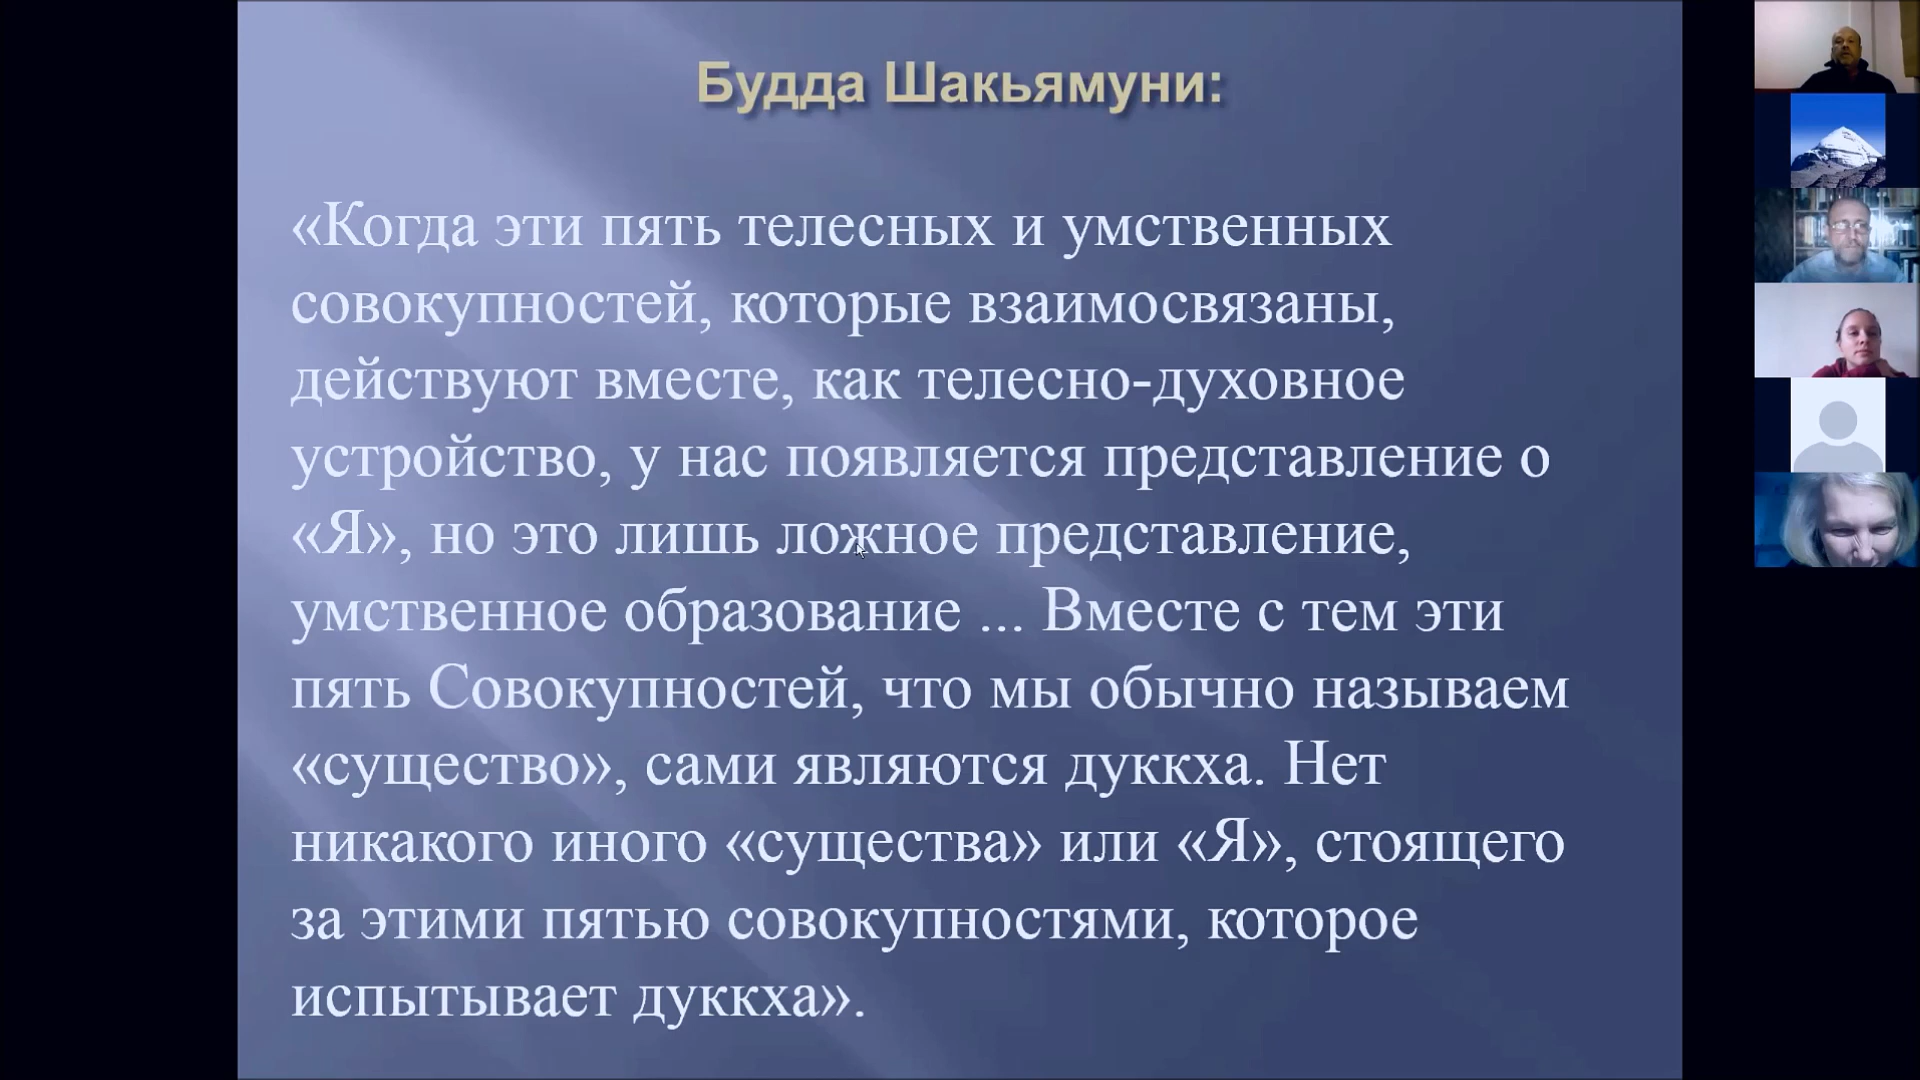 Будда Шакьямуни:
«Когда эти пять телесных и умственных
совокупностей, которые взаимосвязаны,
действуют вместе, как телесно-духовное
устройство, у нас появляется представление о
«Я», но это лишь ложное представление,
умственное образование ... Вместе с тем эти
пять Совокупностей, что мы обычно называем
«существо», сами являются дуккха. Нет
никакого иного «существа» или «Я», стоящего
за этими пятью совокупностями, которое
испытывает дуккха».